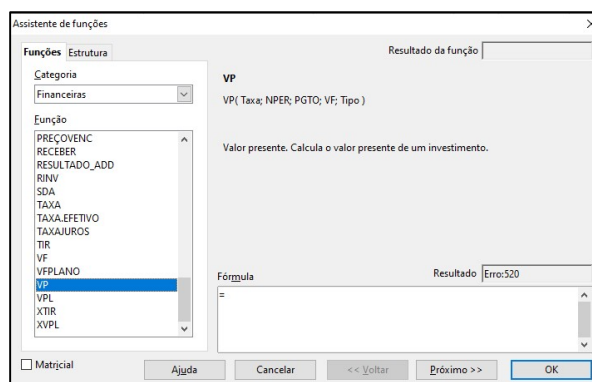 Assistente de funções
Funções Estrutura
Resultado da função
Categoria
Financeiras
Função
PREÇOVENC
RECEBER
RESULTADO_ADD
RINV
SDA
TAXA
TAXA.EFETIVO
TAXAJUROS
TIR
VF
VFPLANO
VP
VPL
XTIR
XVPL
VP
VP( Taxa; NPER; PGTO; VF; Tipo )
Valor presente. Calcula o valor presente de um investimento.
Fórmula
Resultado Erro:520
=
Matricial
Ajuda
Cancelar
<< Voltar
Próximo >>
OK